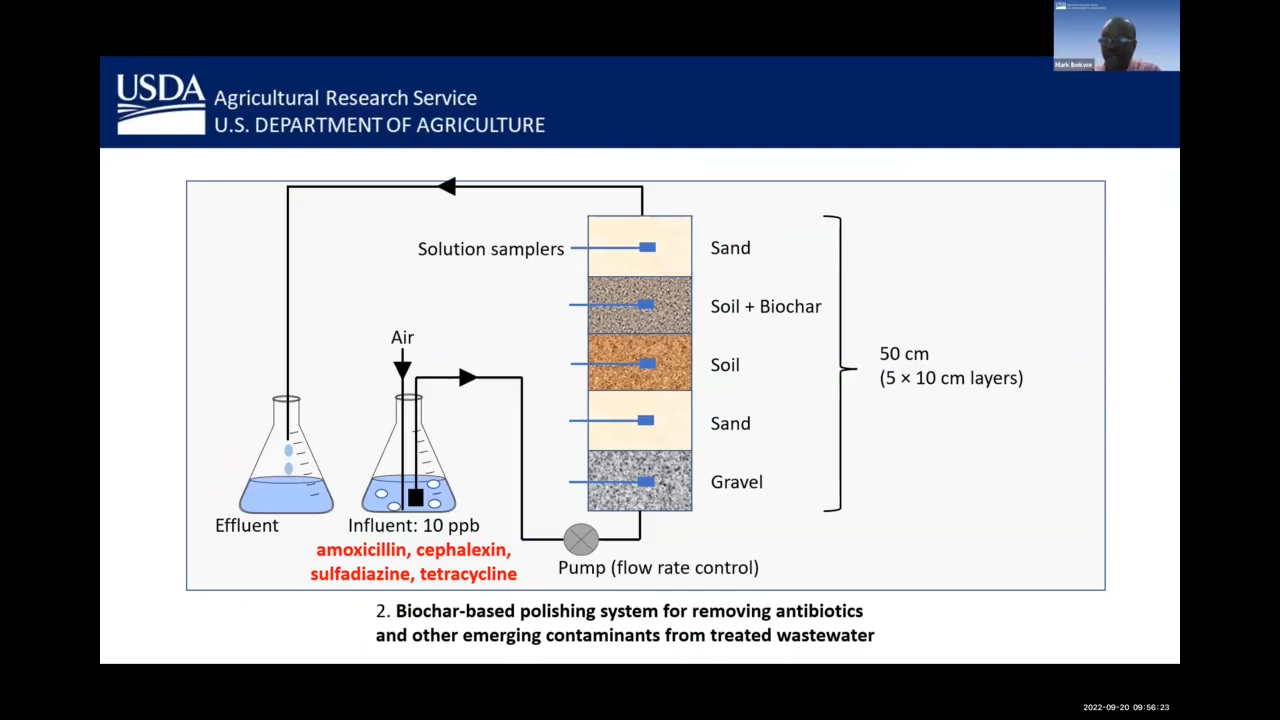 USDA
Agricultural Research Service
U.S. DEPARTMENT OF AGRICULTURE
Mark Ibekwe
Solution samplers
Sand
Soil + Biochar
Air
Soil
50 cm
(5 × 10 cm layers)
Sand
Gravel
Effluent
Influent: 10 ppb
amoxicillin, cephalexin,
sulfadiazine, tetracycline
Pump (flow rate control)
2. Biochar-based polishing system for removing antibiotics
and other emerging contaminants from treated wastewater
2022-09-20 09:56:23